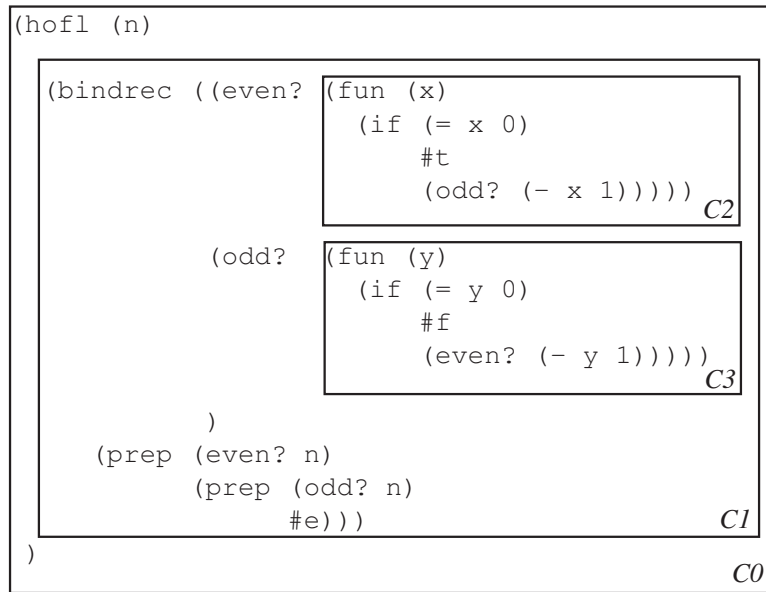 (hofl (n)
(bindrec ((even? (fun (x)
(if (= x 0)
#t
(odd? (- x 1)))))
C2
(odd? (fun (y)
(if (= y 0)
#f
(even? (- y 1)))))
C3
)
(prep (even? n)
(prep (odd? n)
#e)))
C1
)
C0